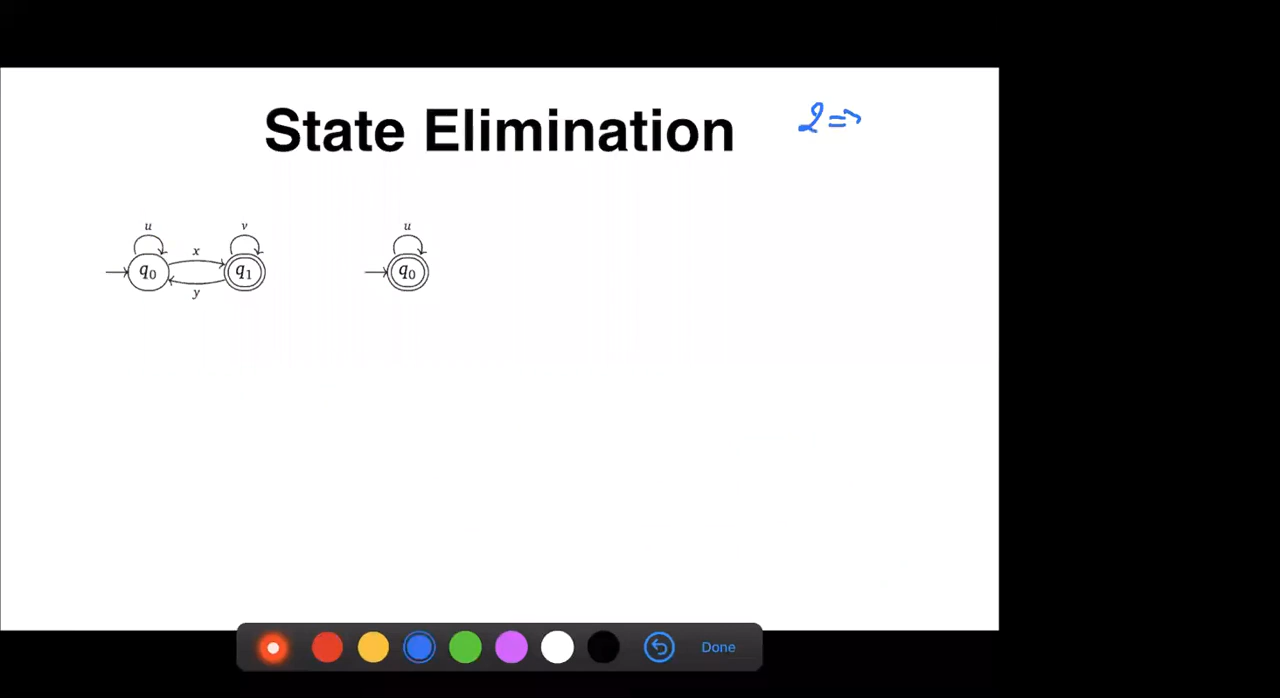 State Elimination 2 =>
u v u
x
q0 q1 q0
y
Done